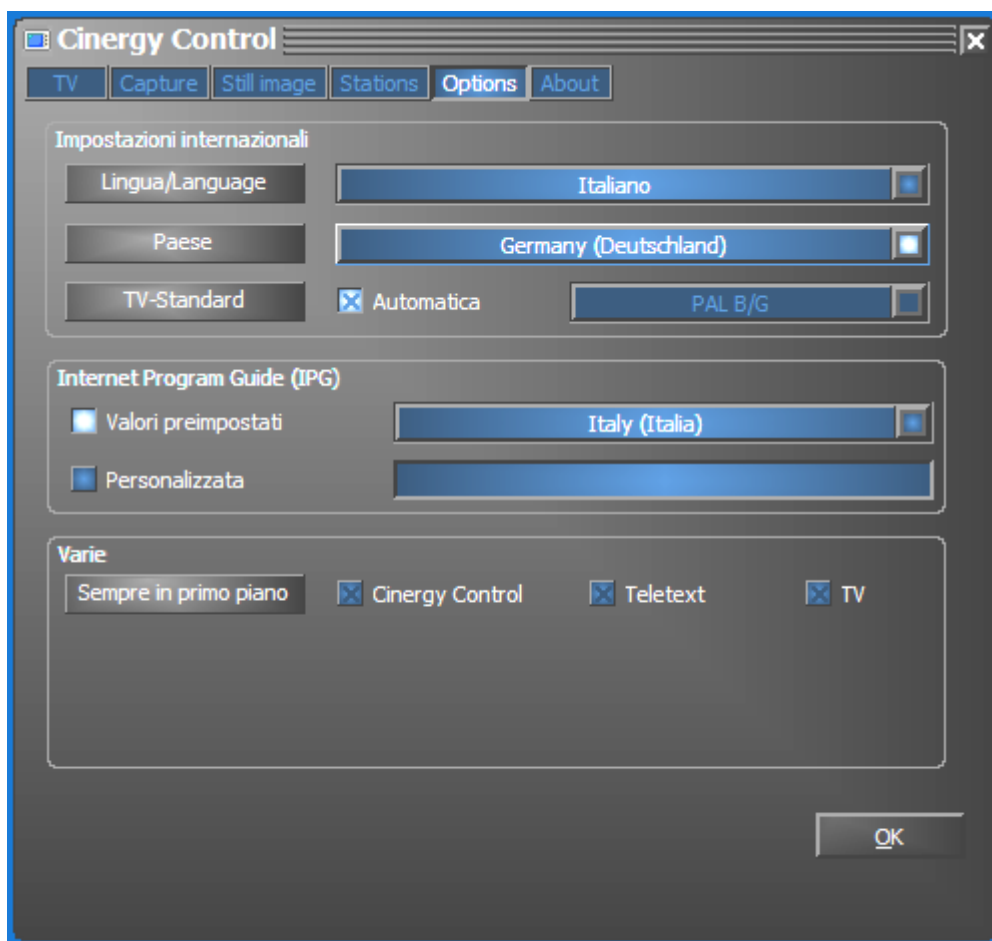 Cinergy Control
TV Capture Still image Stations Options About
Impostazioni internazionali
Lingua/Language Italiano
Paese Germany (Deutschland)
TV-Standard Automatica PAL B/G
Internet Program Guide (IPG)
Valori preimpostati Italy (Italia)
Personalizzata
Varie
Sempre in primo piano Cinergy Control Teletext TV
OK